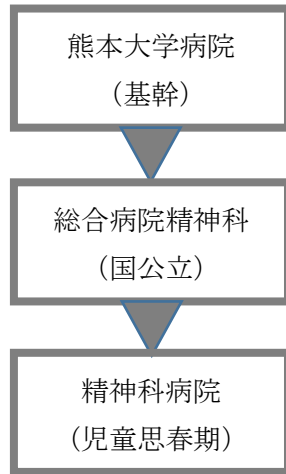 熊本大学病院
（基幹）
総合病院精神科
（国公立）
精神科病院
（児童思春期）